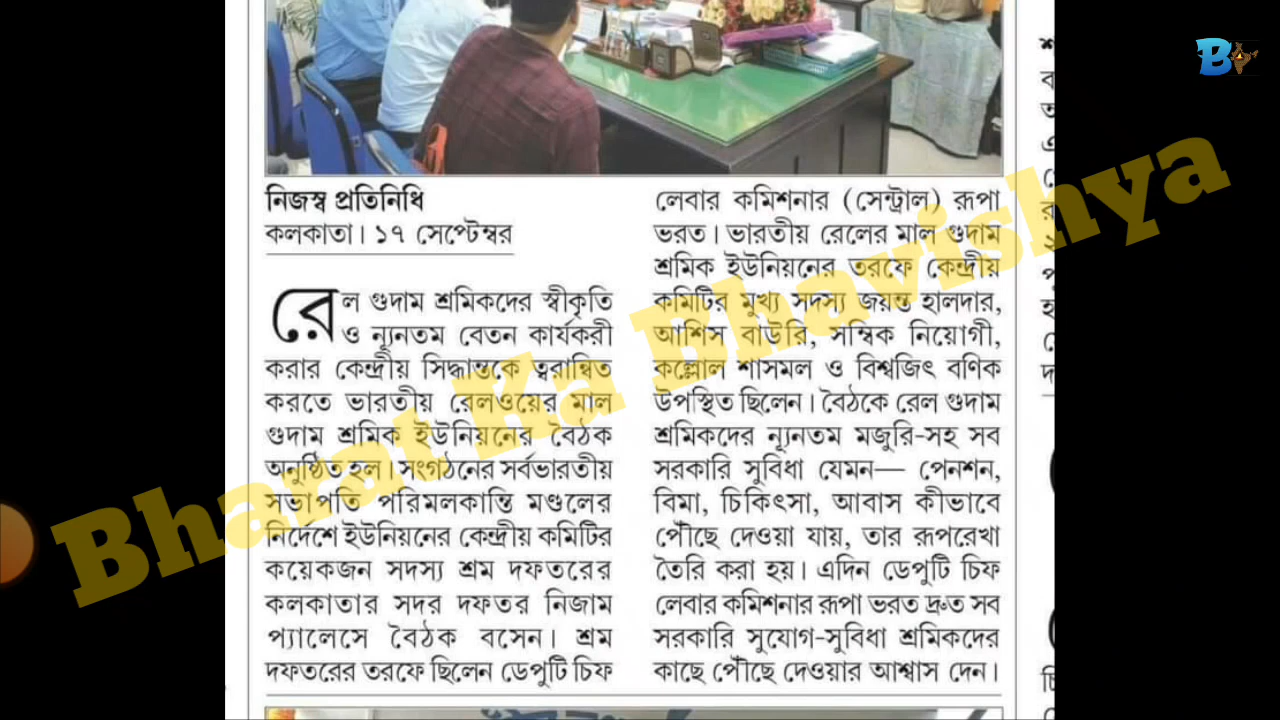 নিজস্ব প্রতিনিধি
কলকাতা। ১৭ সেপ্টেম্বর
রেল গুদাম শ্রমিকদের স্বীকৃতি
ও ন্যূনতম বেতন কার্যকরী
করার কেন্দ্রীয় সিদ্ধান্তকে ত্বরান্বিত
করতে ভারতীয় রেলওয়ের মাল
গুদাম শ্রমিক ইউনিয়নের বৈঠক
অনুষ্ঠিত হল। সংগঠনের সর্বভারতীয়
সভাপতি পরিমলকান্তি মণ্ডলের
নির্দেশে ইউনিয়নের কেন্দ্রীয় কমিটির
কয়েকজন সদস্য শ্রম দফতরের
কলকাতার সদর দফতর নিজাম
প্যালেসে বৈঠক বসেন। শ্রম
দফতরের তরফে ছিলেন ডেপুটি চিফ
লেবার কমিশনার (সেন্ট্রাল) রূপা
ভরত। ভারতীয় রেলের মাল গুদাম
শ্রমিক ইউনিয়নের তরফে কেন্দ্রীয়
কমিটির মুখ্য সদস্য জয়ন্ত হালদার,
আশিস বাউরি, সম্বিক নিয়োগী,
কল্লোল শাসমল ও বিশ্বজিৎ বণিক
উপস্থিত ছিলেন। বৈঠকে রেল গুদাম
শ্রমিকদের ন্যূনতম মজুরি-সহ সব
সরকারি সুবিধা যেমন— পেনশন,
বিমা, চিকিৎসা, আবাস কীভাবে
পৌঁছে দেওয়া যায়, তার রূপরেখা
তৈরি করা হয়। এদিন ডেপুটি চিফ
লেবার কমিশনার রূপা ভরত দ্রুত সব
সরকারি সুযোগ-সুবিধা শ্রমিকদের
কাছে পৌঁছে দেওয়ার আশ্বাস দেন।
Bharat Ka Bhavishya
B